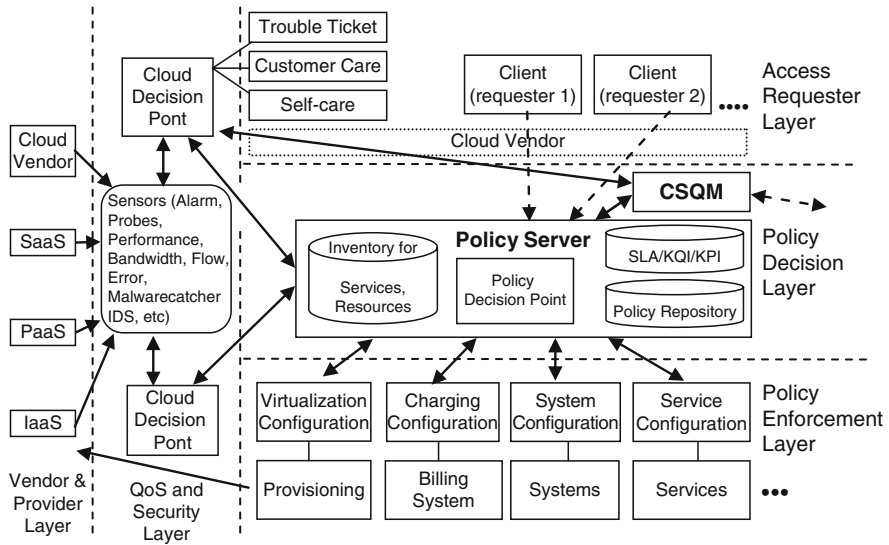 Trouble Ticket
Customer Care
Self-care
Cloud
Decision
Pont
Client
(requester 1)
Client
(requester 2)
Access
Requester
Layer
Cloud Vendor
Cloud
Vendor
SaaS
PaaS
IaaS
Sensors (Alarm,
Probes,
Performance,
Bandwidth, Flow,
Error,
Malwarecatcher
IDS, etc)
CSQM
Policy Server
Inventory for
Services,
Resources
Policy
Decision Point
SLA/KQI/KPI
Policy Repository
Policy
Decision
Layer
Cloud
Decision
Pont
Virtualization
Configuration
Charging
Configuration
System
Configuration
Service
Configuration
Policy
Enforcement
Layer
Provisioning
Billing
System
Systems
Services
Vendor &
Provider
Layer
QoS and
Security
Layer